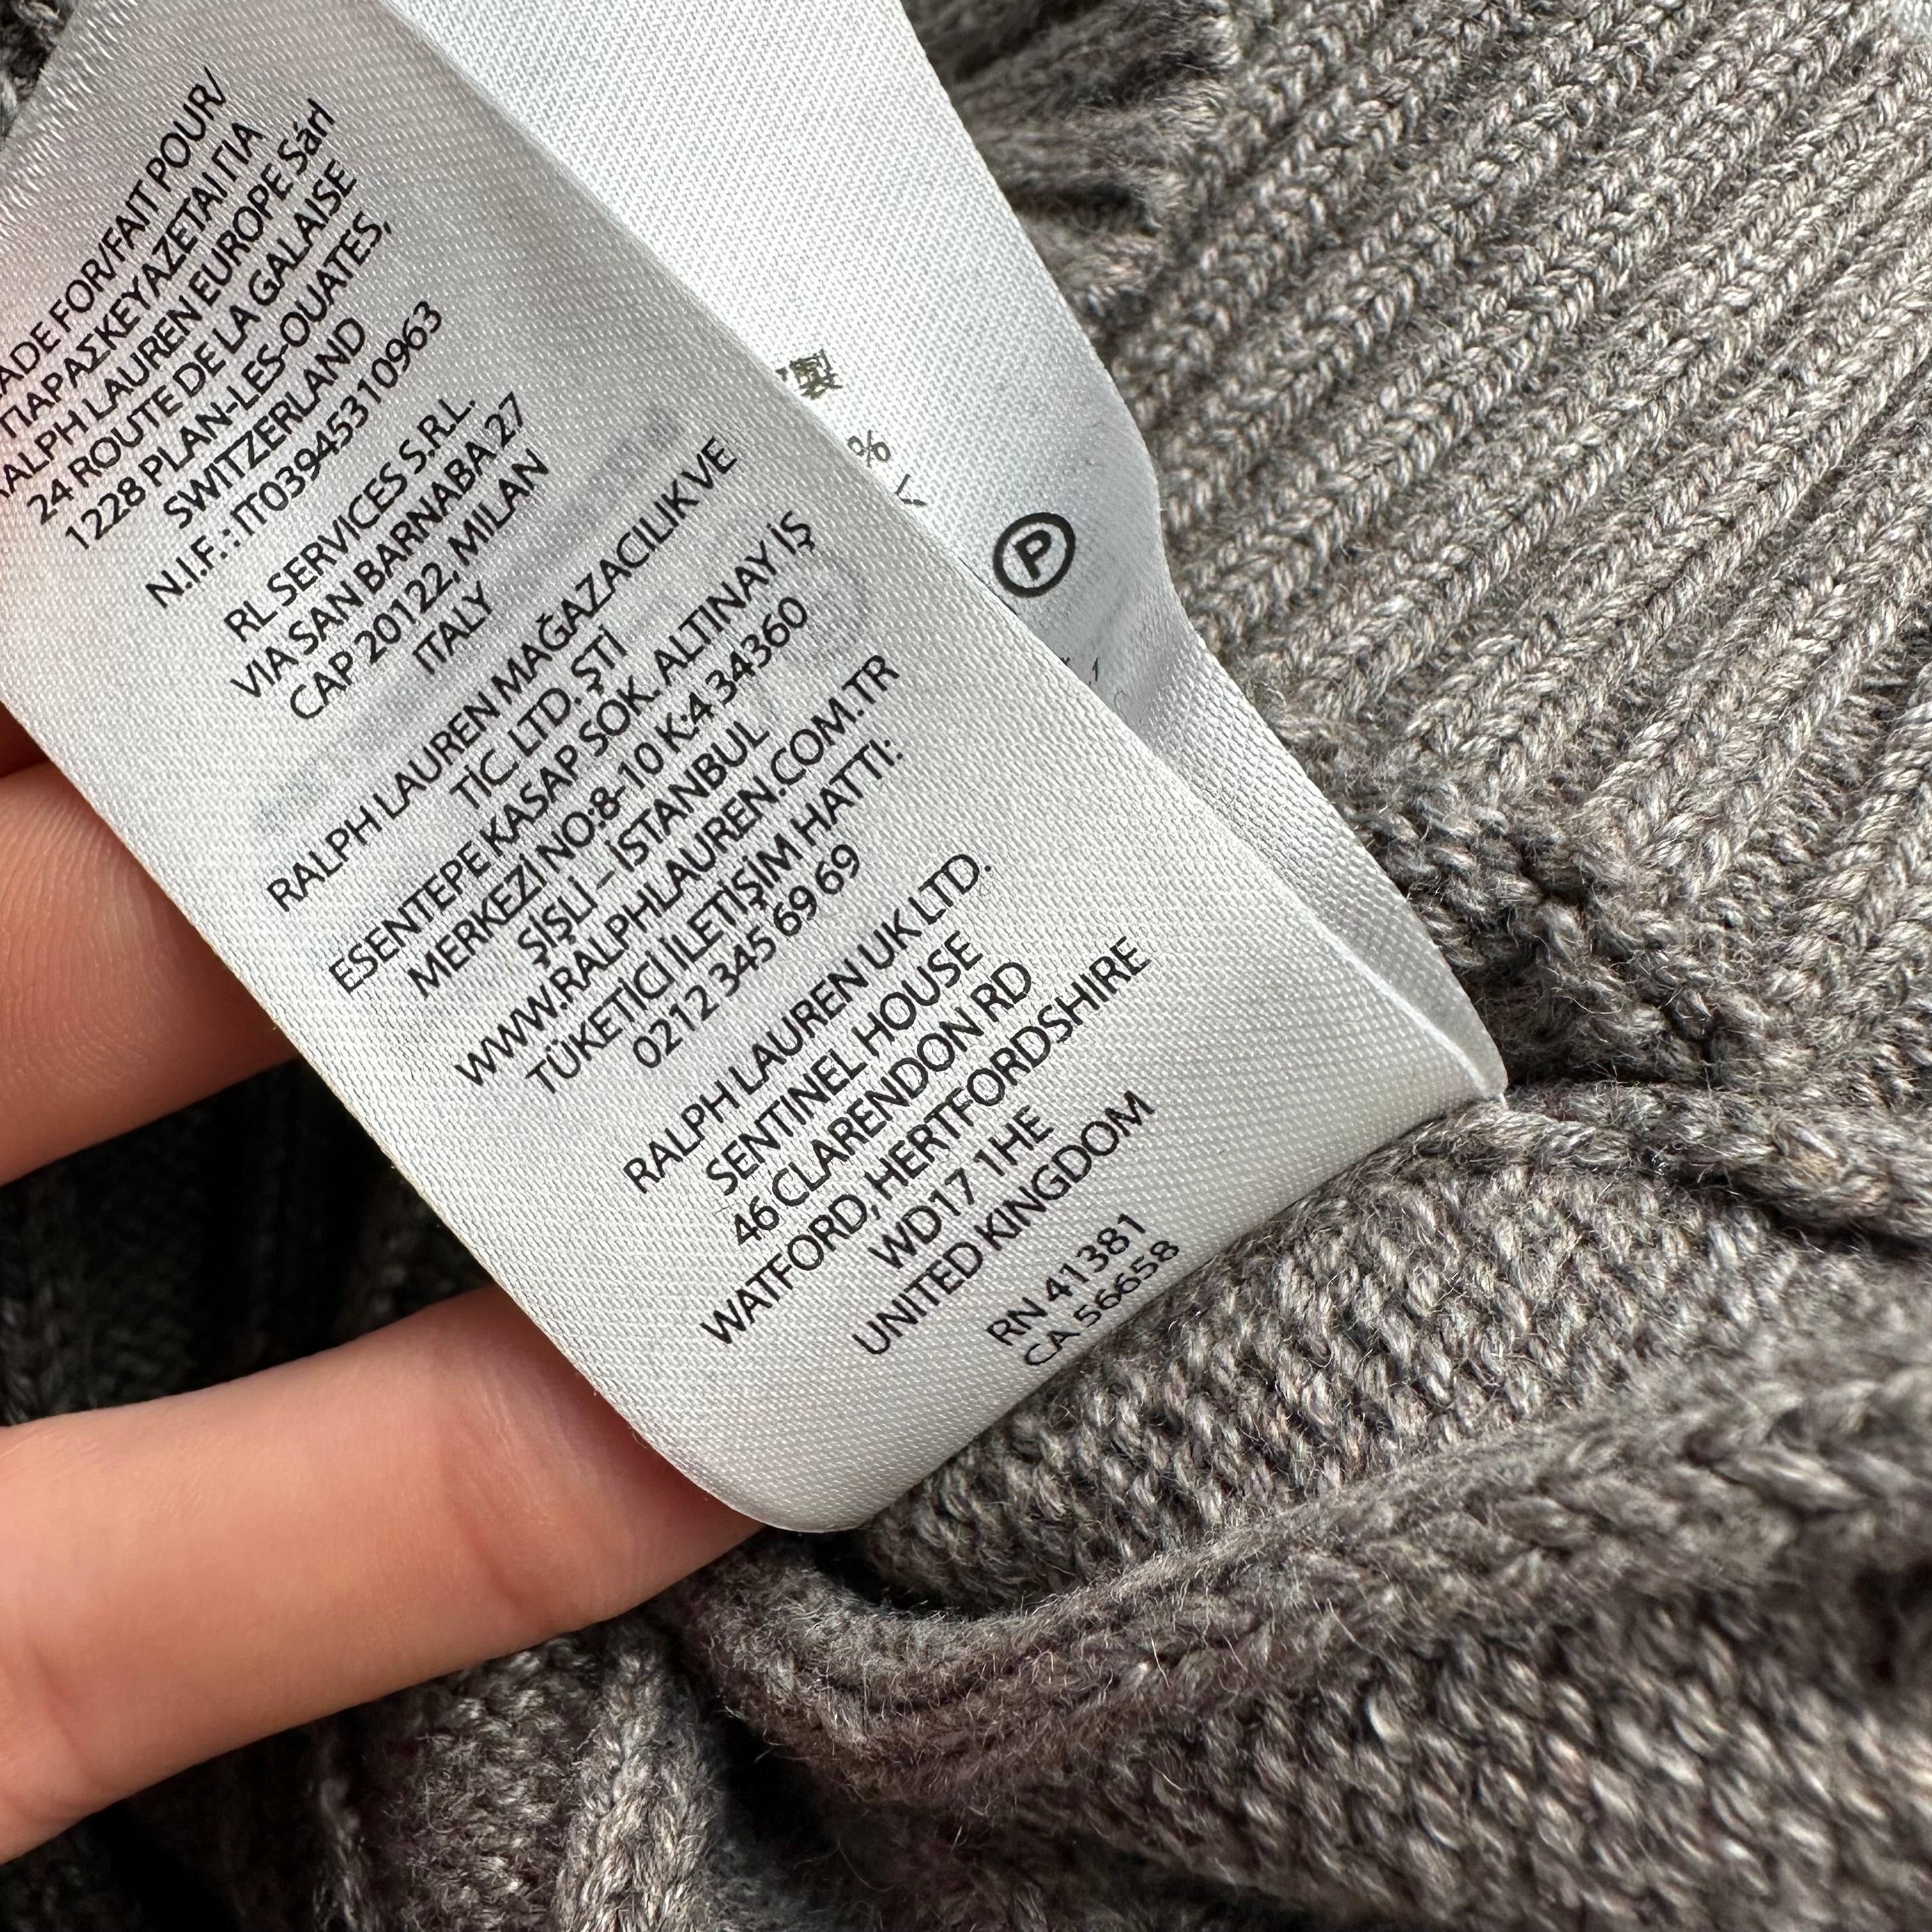 ADE FOR/FAIT POUR/
ΠΑΡΑΣΚΕΥΑΖΕΤΑΙ ΓΙΑ
RALPH LAUREN EUROPE Sàrl
24 ROUTE DE LA GALAISE
1228 PLAN-LES-OUATES,
SWITZERLAND
N.I.F.: IT03945310963
RL SERVICES S.R.L.
VIA SAN BARNABA 27
CAP 20122, MILAN
ITALY
RALPH LAUREN MAĞAZACILIK VE
TİC. LTD. ŞTİ
ESENTEPE KASAP SOK. ALTINAY İŞ
MERKEZİ NO:8-10 K:4 34360
ŞİŞLİ – İSTANBUL
WWW.RALPHLAUREN.COM.TR
TÜKETİCİ İLETİŞİM HATTI:
0212 345 69 69
RALPH LAUREN UK LTD.
SENTINEL HOUSE
46 CLARENDON RD
WATFORD, HERTFORDSHIRE
WD17 1HE
UNITED KINGDOM
RN 41381
CA 56658
製
%
P